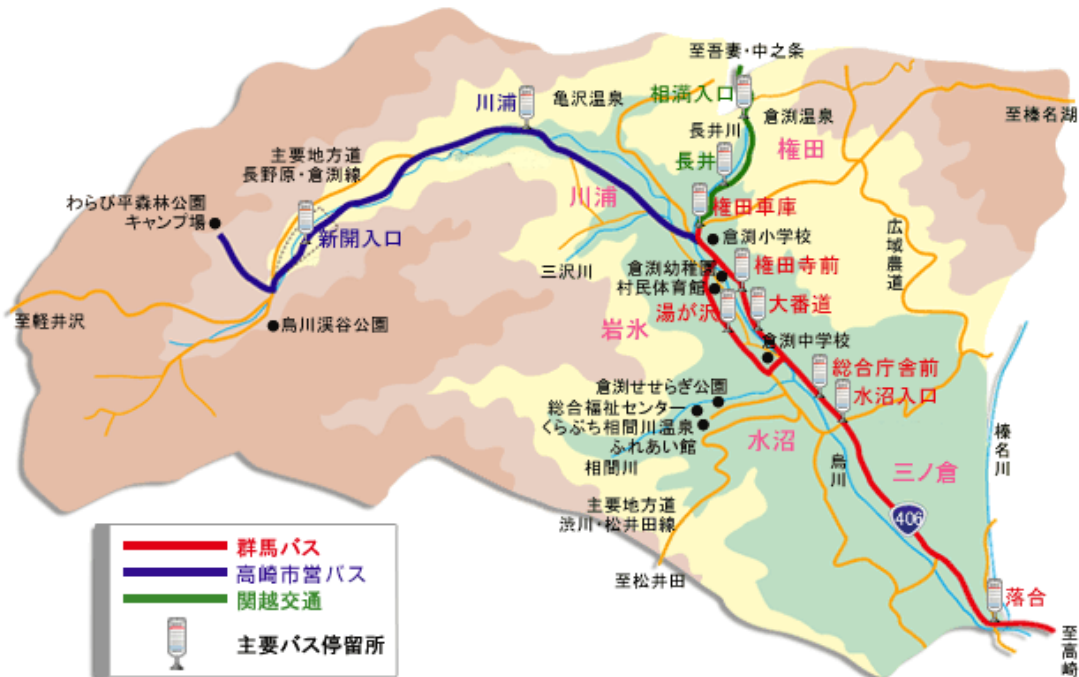 至吾妻・中之条
川浦
亀沢温泉
相満入口
倉渕温泉
至榛名湖
長井川
権田
主要地方道
長野原・倉渕線
長井
川浦
わらび平森林公園
キャンプ場
権田車庫
新開入口
倉渕小学校
広域農道
三沢川
倉渕幼稚園
村民体育館
権田寺前
至軽井沢
烏川渓谷公園
岩氷
湯が沢
大番道
倉渕中学校
総合庁舎前
倉渕せせらぎ公園
水沼入口
総合福祉センター
くらぶち相間川温泉
ふれあい館
水沼
相間川
烏川
三ノ倉
榛名川
主要地方道
渋川・松井田線
406
至松井田
落合
至高崎
群馬バス
高崎市営バス
関越交通
主要バス停留所